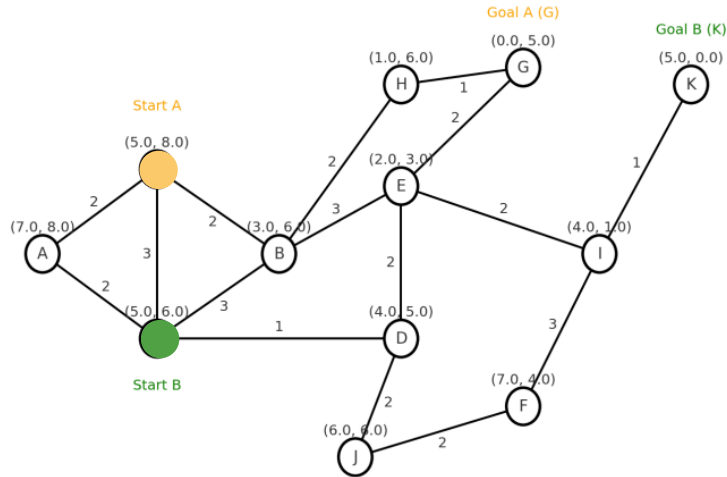 Goal A (G)
Goal B (K)
(0.0, 5.0)
(1.0, 6.0)
(5.0, 0.0)
G
H
K
1
Start A
2
(5.0, 8.0)
2
1
(2.0, 3.0)
E
2
2
3
2
(7.0, 8.0)
(3.0, 6.0)
(4.0, 1.0)
A
3
B
2
I
2
3
(5.0, 6.0)
(4.0, 5.0)
1
3
D
Start B
(7.0, 4.0)
2
F
(6.0, 6.0)
2
J